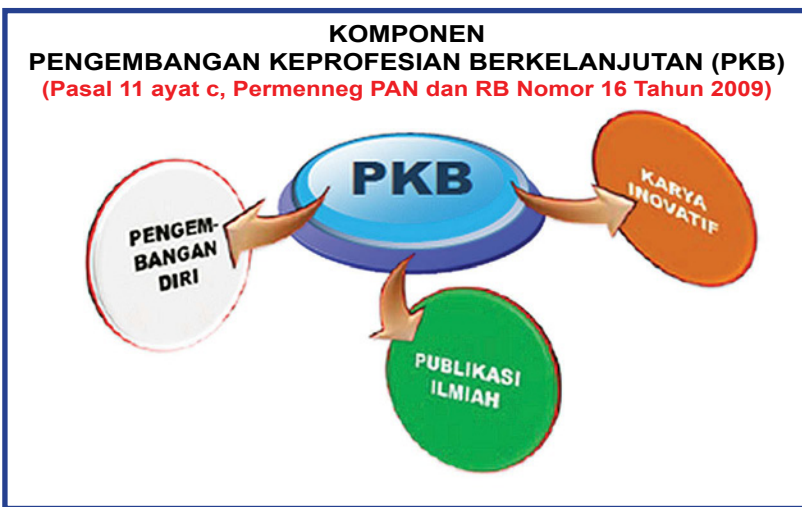 KOMPONEN
PENGEMBANGAN KEPROFESIAN BERKELANJUTAN (PKB)
(Pasal 11 ayat c, Permenneg PAN dan RB Nomor 16 Tahun 2009)
PKB
PENGEM-
BANGAN
DIRI
PUBLIKASI
ILMIAH
KARYA
INOVATIF